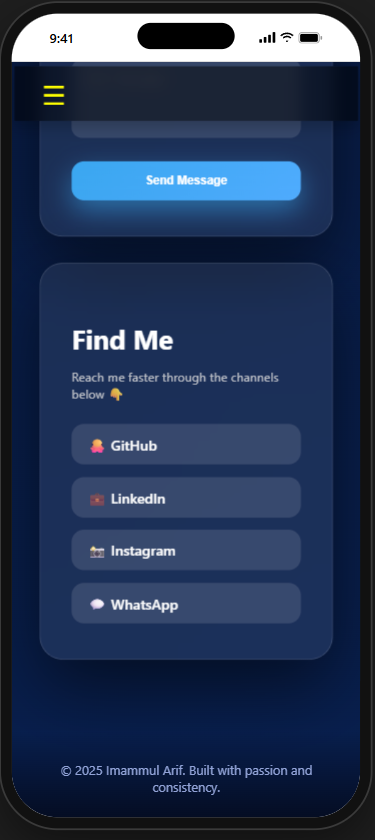 9:41
Send Message
Find Me
Reach me faster through the channels
below 👇
GitHub
LinkedIn
Instagram
WhatsApp
© 2025 Imammul Arif. Built with passion and
consistency.